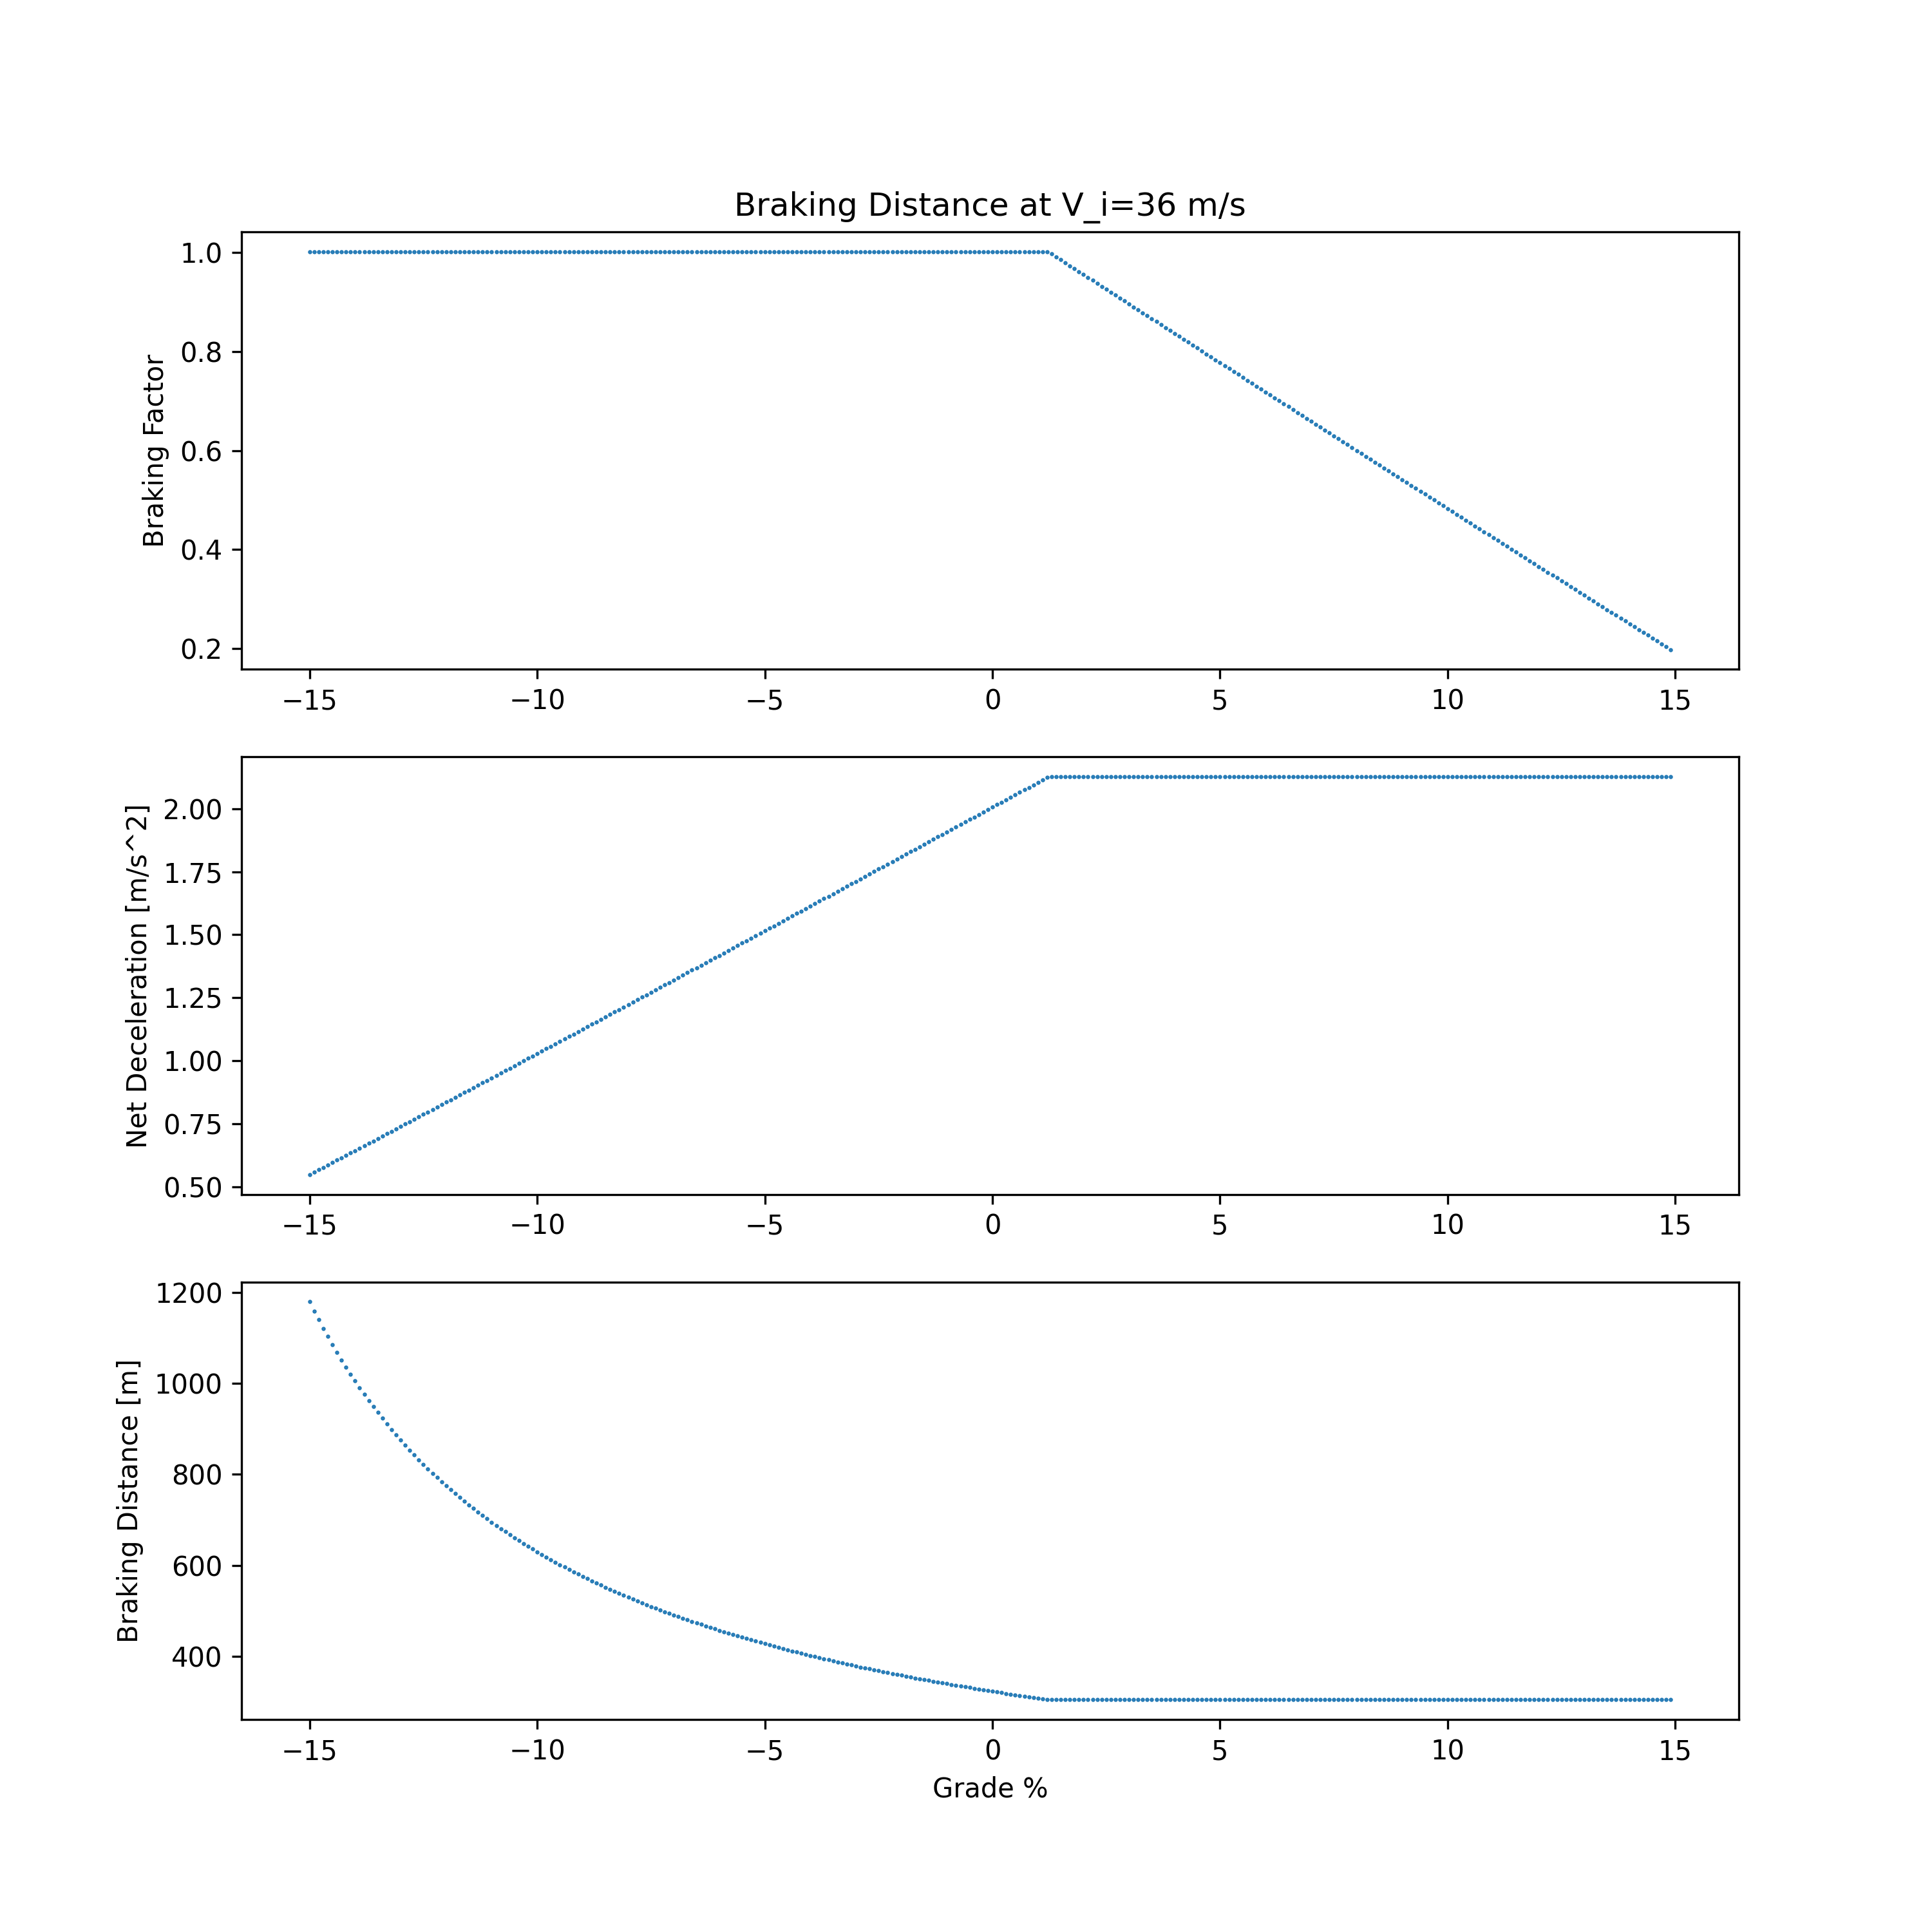 Braking Distance at V_i=36 m/s
1.0
0.8
0.6
0.4
0.2
Braking Factor
−15 −10 −5 0 5 10 15
2.00
1.75
1.50
1.25
1.00
0.75
0.50
Net Deceleration [m/s^2]
−15 −10 −5 0 5 10 15
1200
1000
800
600
400
Braking Distance [m]
−15 −10 −5 0 5 10 15
Grade %